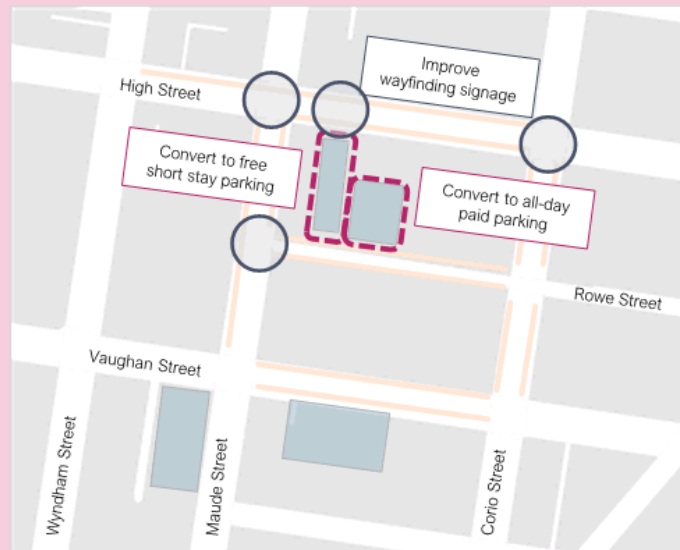 Improve
wayfinding signage
High Street
Convert to free
short stay parking
Convert to all-day
paid parking
Rowe Street
Vaughan Street
Wyndham Street
Maude Street
Corio Street